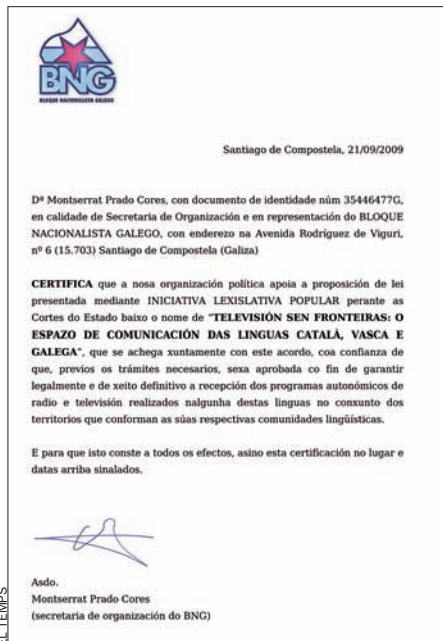 BNG
BLOQUE NACIONALISTA GALEGO
Santiago de Compostela, 21/09/2009
Dª Montserrat Prado Cores, con documento de identidade núm 35446477G,
en calidade de Secretaria de Organización e en representación do BLOQUE
NACIONALISTA GALEGO, con enderezo na Avenida Rodríguez de Viguri,
nº 6 (15.703) Santiago de Compostela (Galiza)
CERTIFICA que a nosa organización política apoia a proposición de lei
presentada mediante INICIATIVA LEXISLATIVA POPULAR perante as
Cortes do Estado baixo o nome de "TELEVISIÓN SEN FRONTEIRAS: O
ESPAZO DE COMUNICACIÓN DAS LINGUAS CATALÁ, VASCA E
GALEGA", que se achega xuntamente con este acordo, coa confianza de
que, previos os trámites necesarios, sexa aprobada co fin de garantir
legalmente e de xeito definitivo a recepción dos programas autonómicos de
radio e televisión realizados nalgunha destas linguas no conxunto dos
territorios que conforman as súas respectivas comunidades lingüísticas.
E para que isto conste a todos os efectos, asino esta certificación no lugar e
datas arriba sinalados.
Asdo.
Montserrat Prado Cores
(secretaria de organización do BNG)
EL TEMPS